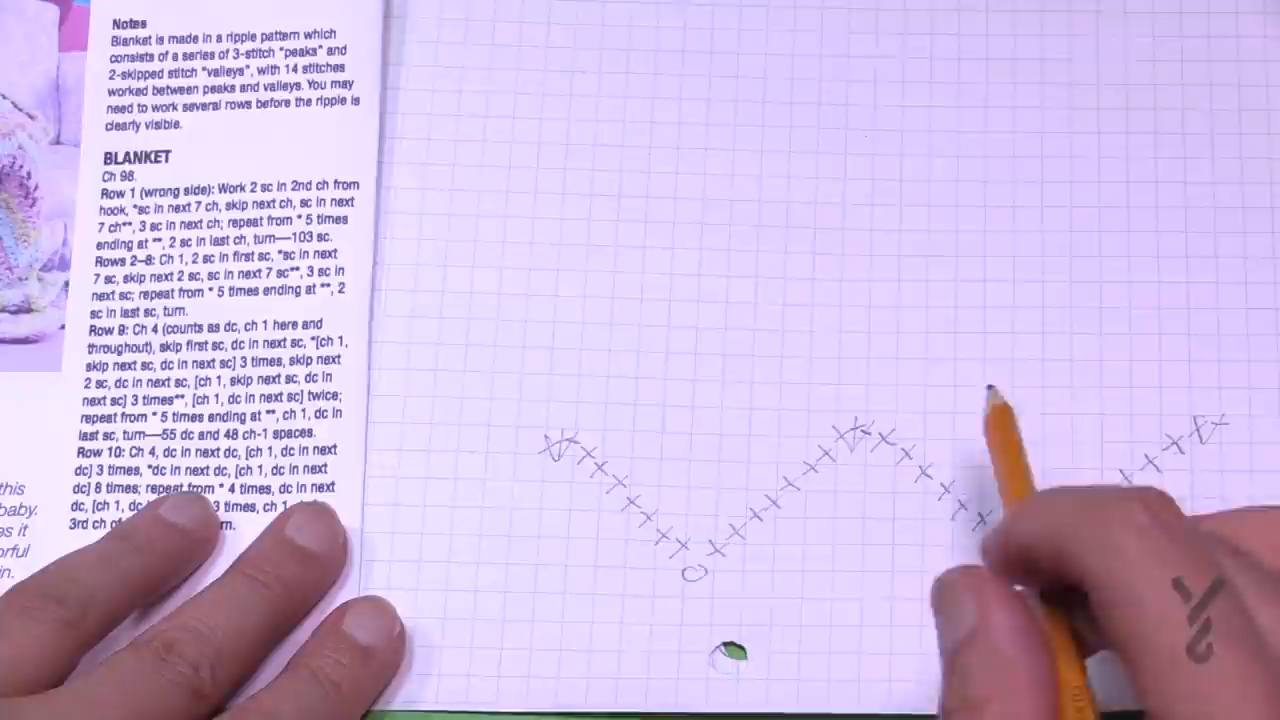 Notes
Blanket is made in a ripple pattern which
consists of a series of 3-stitch "peaks" and
2-skipped stitch "valleys", with 14 stitches
worked between peaks and valleys. You may
need to work several rows before the ripple is
clearly visible.
BLANKET
Ch 98.
Row 1 (wrong side): Work 2 sc in 2nd ch from
hook, *sc in next 7 ch, skip next ch, sc in next
7 ch**, 3 sc in next ch; repeat from * 5 times
ending at **, 2 sc in last ch, turn—103 sc.
Rows 2–8: Ch 1, 2 sc in first sc, *sc in next
7 sc, skip next 2 sc, sc in next 7 sc**, 3 sc in
next sc; repeat from * 5 times ending at **, 2
sc in last sc, turn.
Row 9: Ch 4 (counts as dc, ch 1 here and
throughout), skip first sc, dc in next sc, *[ch 1,
skip next sc, dc in next sc] 3 times, skip next
2 sc, dc in next sc, [ch 1, skip next sc, dc in
next sc] 3 times**, [ch 1, dc in next sc] twice;
repeat from * 5 times ending at **, ch 1, dc in
last sc, turn—55 dc and 48 ch-1 spaces.
Row 10: Ch 4, dc in next dc, [ch 1, dc in next
dc] 3 times, *dc in next dc, [ch 1, dc in next
dc] 8 times; repeat from * 4 times, dc in next
dc, [ch 1, 3 times, ch 1,
3rd ch
this
baby.
es it
orful
in.